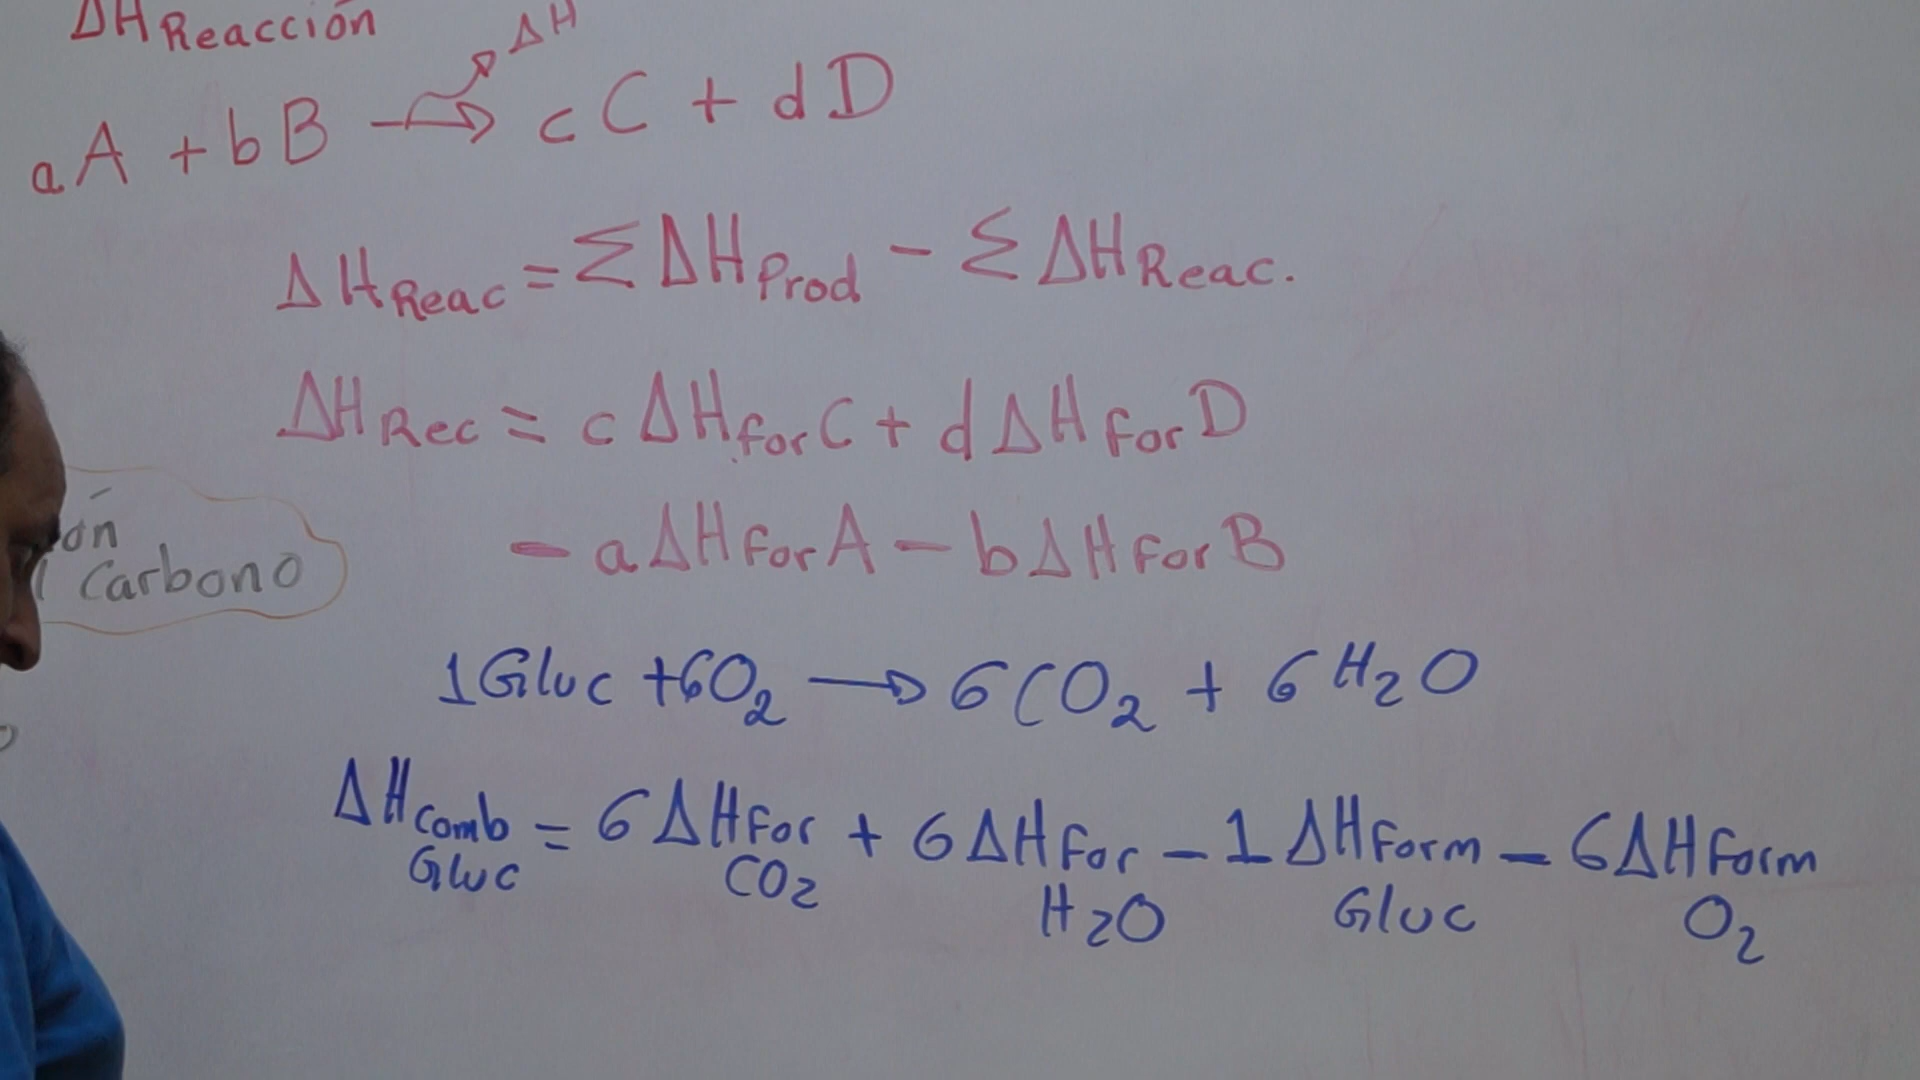 ΔH Reacción
ΔH
aA + bB → cC + dD
ΔH Reac = Σ ΔH Prod - Σ ΔH Reac.
ΔH Rec = c ΔH for C + d ΔH for D
- a ΔH for A - b ΔH for B
Carbono
1Gluc + 6O₂ → 6CO₂ + 6H₂O
ΔH comb Gluc = 6 ΔH for CO₂ + 6 ΔH for H₂O - 1 ΔH form Gluc - 6 ΔH form O₂